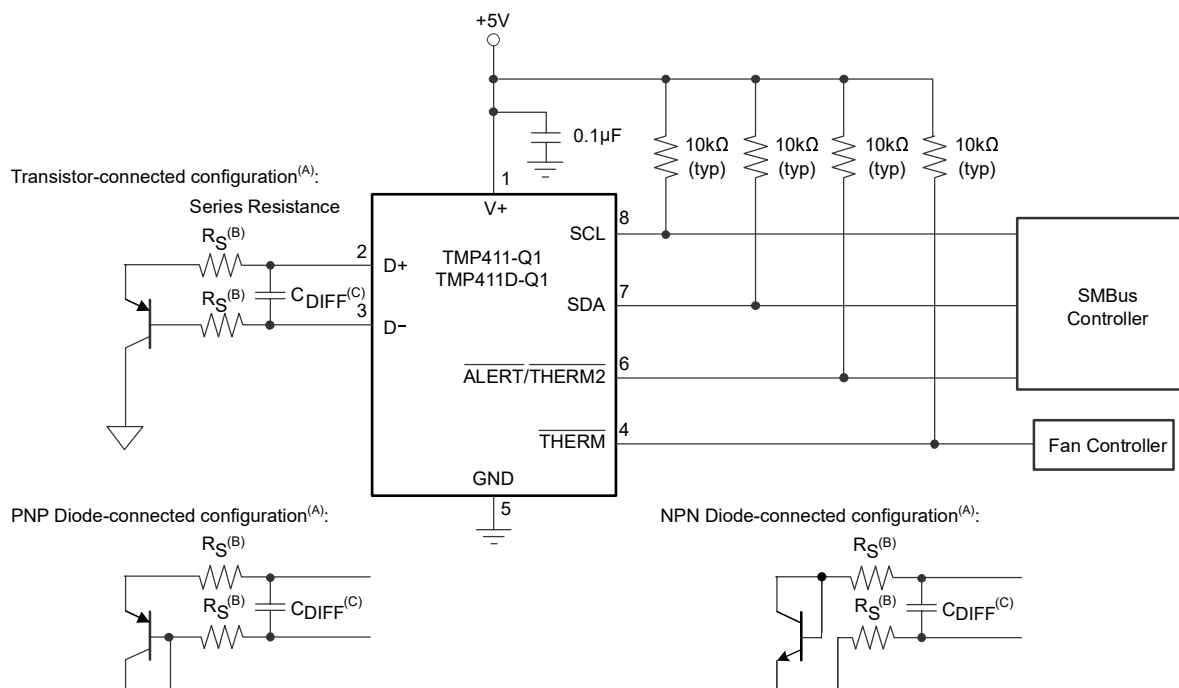 +5V
0.1μF
10kΩ
(typ)
10kΩ
(typ)
10kΩ
(typ)
10kΩ
(typ)
Transistor-connected configuration(A):
Series Resistance
RS(B)
RS(B)
CDIFF(C)
1
V+
2
D+
3
D−
TMP411-Q1
TMP411D-Q1
8
SCL
7
SDA
6
ALERT/THERM2
4
THERM
GND
5
SMBus
Controller
Fan Controller
PNP Diode-connected configuration(A):
RS(B)
RS(B)
CDIFF(C)
NPN Diode-connected configuration(A):
RS(B)
RS(B)
CDIFF(C)